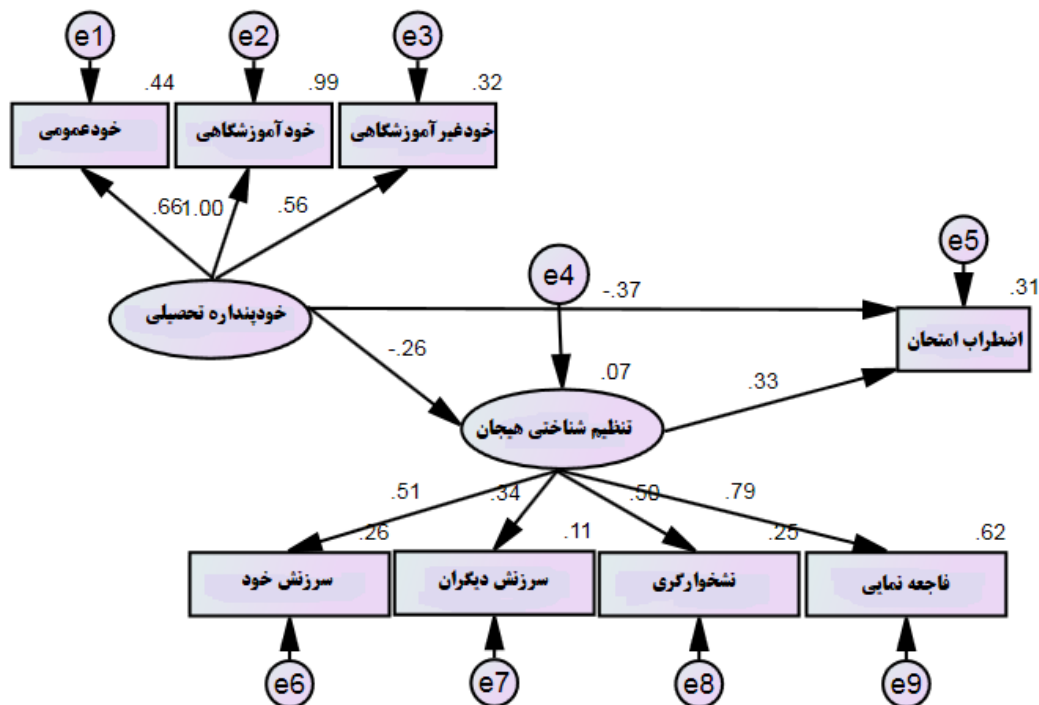 e1
e2
e3
.44
.99
.32
خودعمومی
خودآموزشگاهی
خودغیرآموزشگاهی
.66
1.00
.56
e5
e4
-.37
.31
خودپنداره تحصیلی
اضطراب امتحان
-.26
.07
.33
تنظیم شناختی هیجان
.51
.34
.50
.79
.26
.11
.25
.62
سرزنش خود
سرزنش دیگران
نشخوارگری
فاجعه نمایی
e6
e7
e8
e9